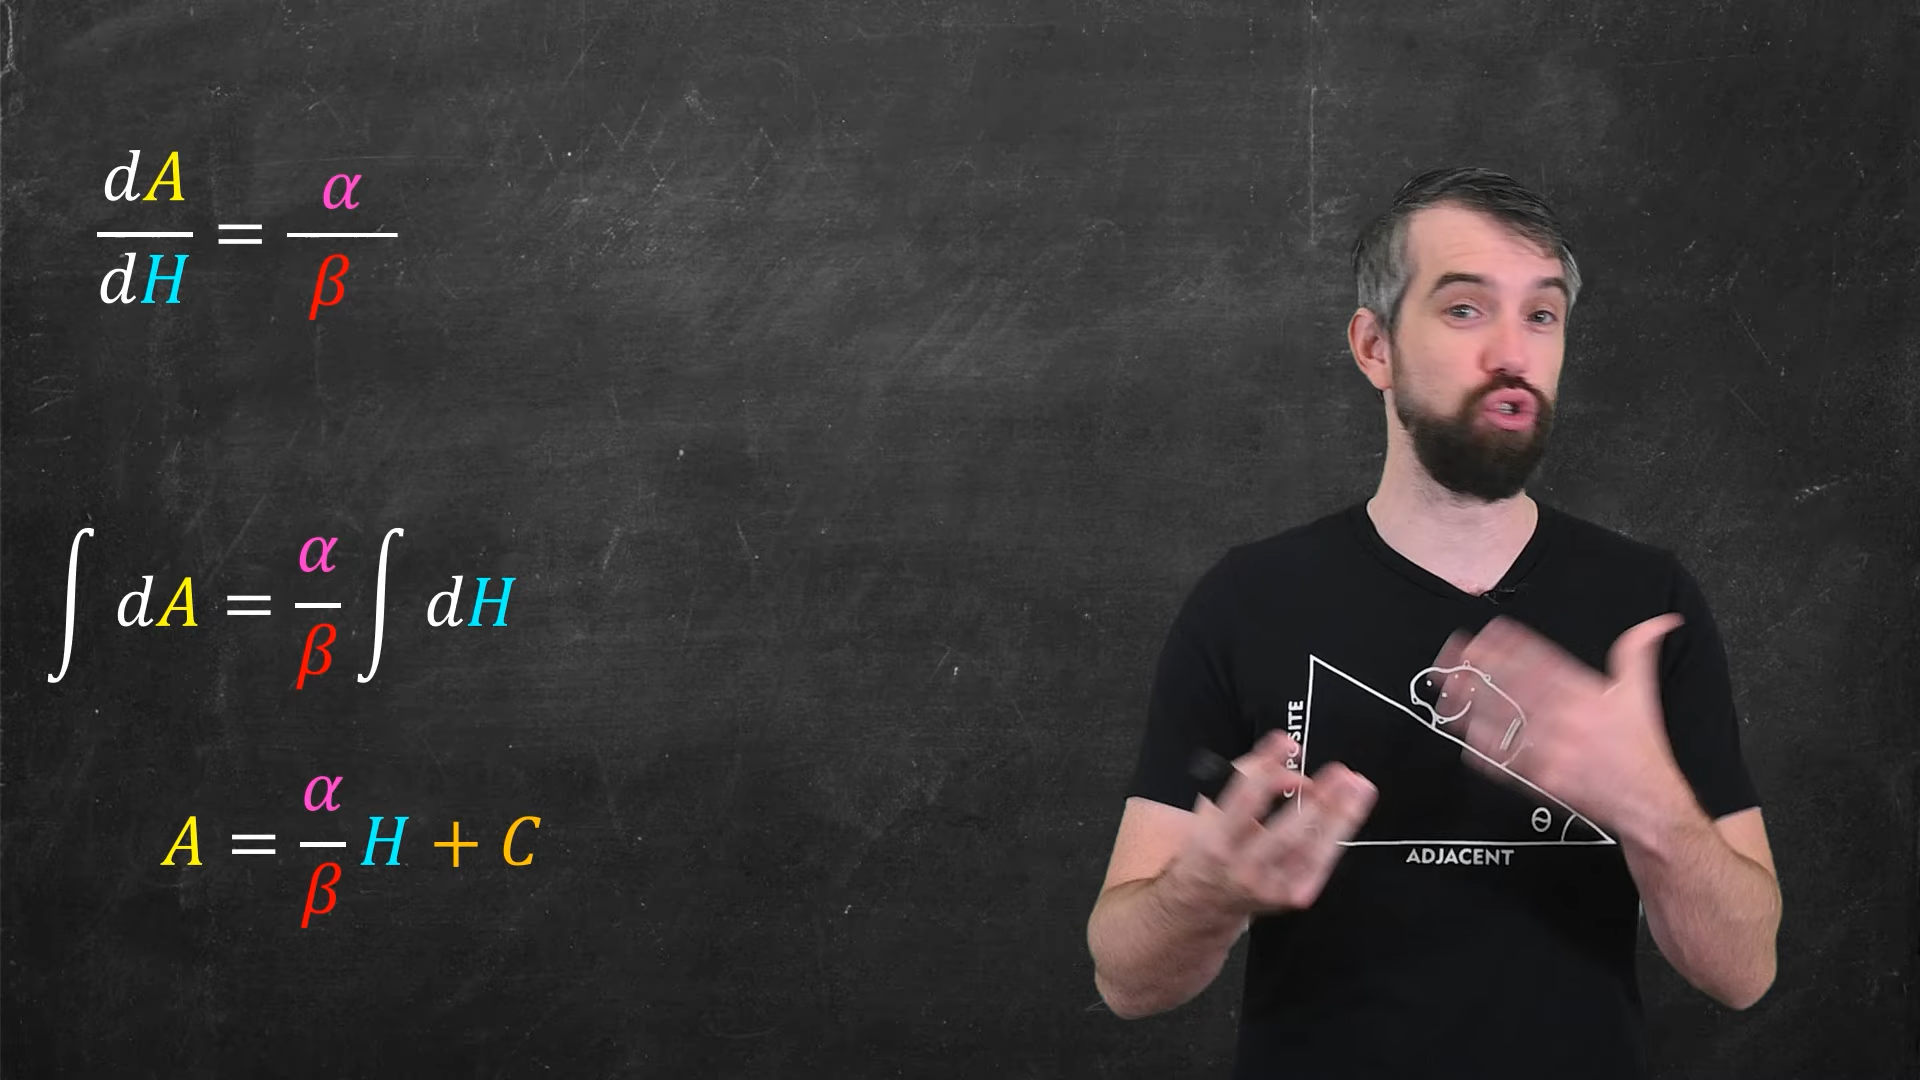 dA/dH = α/β
∫ dA = α/β ∫ dH
A = α/β H + C
θ
ADJACENT